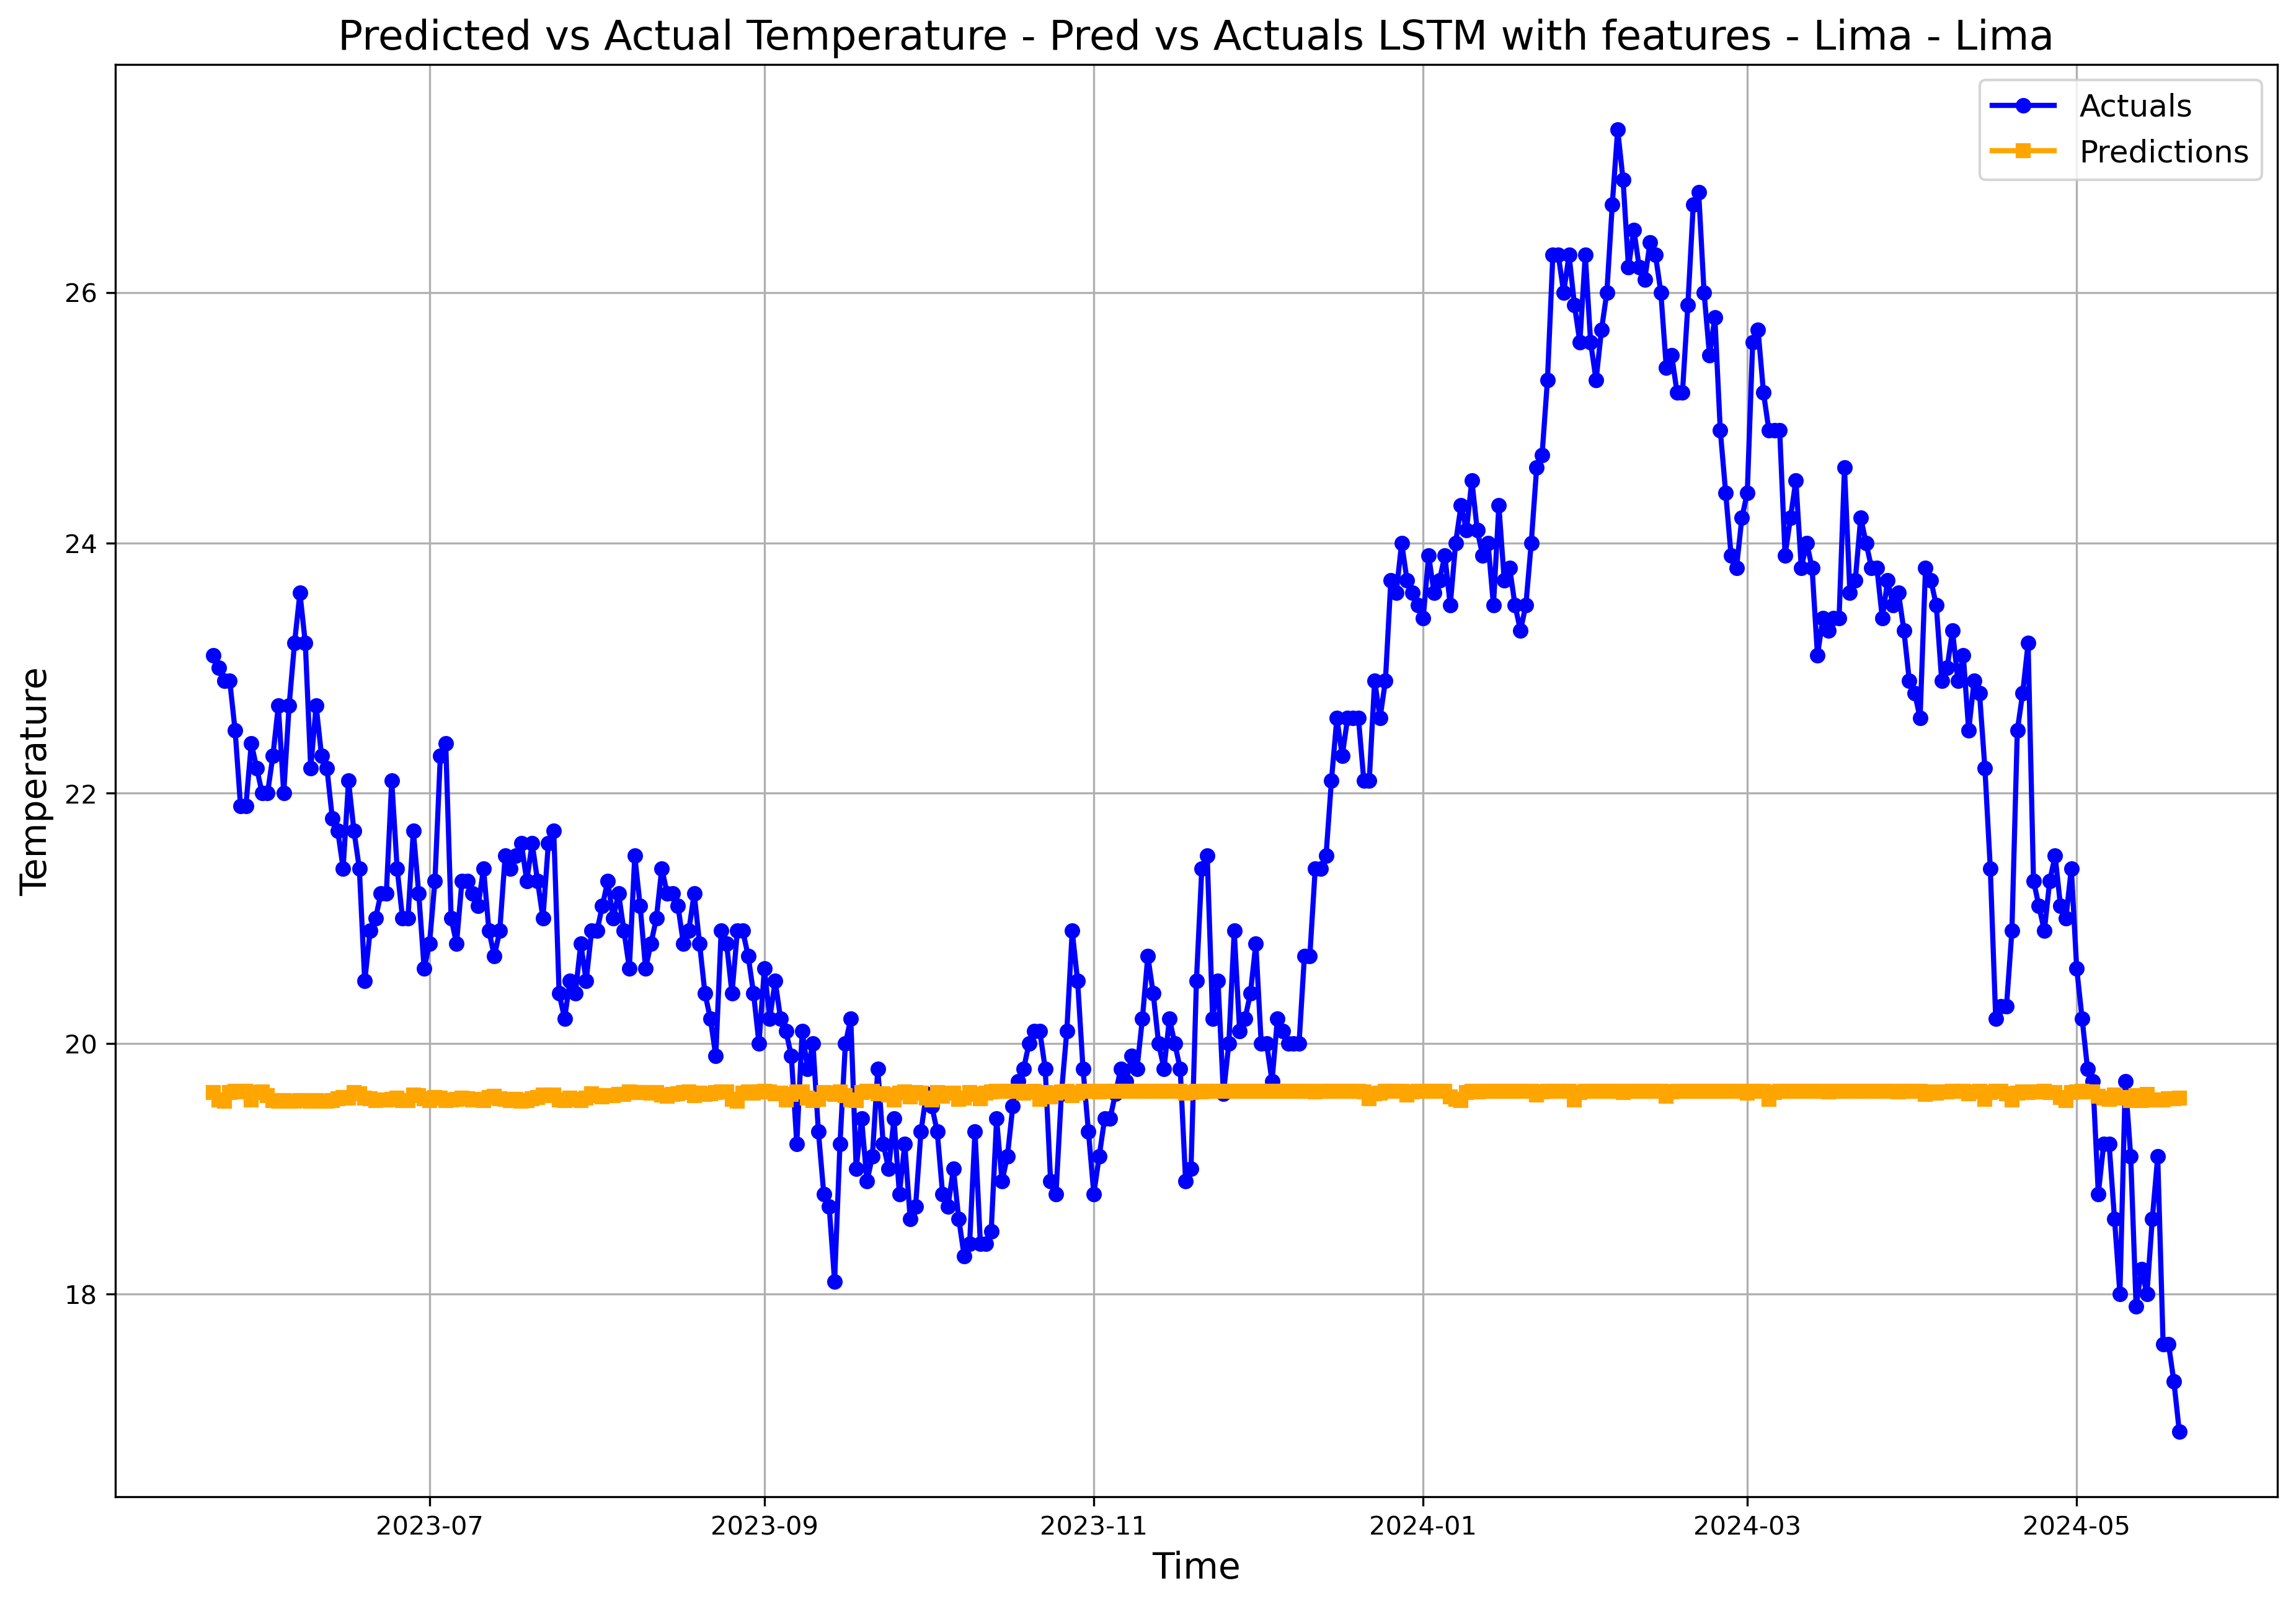 Predicted vs Actual Temperature - Pred vs Actuals LSTM with features - Lima - Lima
Actuals
Predictions
Temperature
26
24
22
20
18
2023-07
2023-09
2023-11
2024-01
2024-03
2024-05
Time